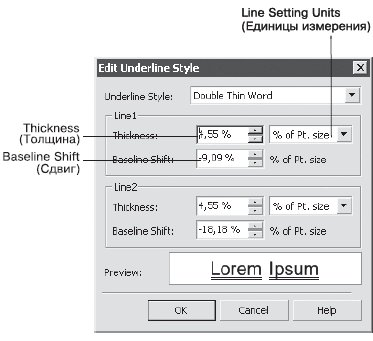 Line Setting Units
(Единицы измерения)
Edit Underline Style
Underline Style: Double Thin Word
Line1
Thickness
(Толщина)
Thickness: 4,55 % % of Pt. size
Baseline Shift
(Сдвиг)
Baseline Shift: -9,09 % % of Pt. size
Line2
Thickness: 4,55 % % of Pt. size
Baseline Shift: -18,18 % % of Pt. size
Preview: Lorem Ipsum
OK Cancel Help